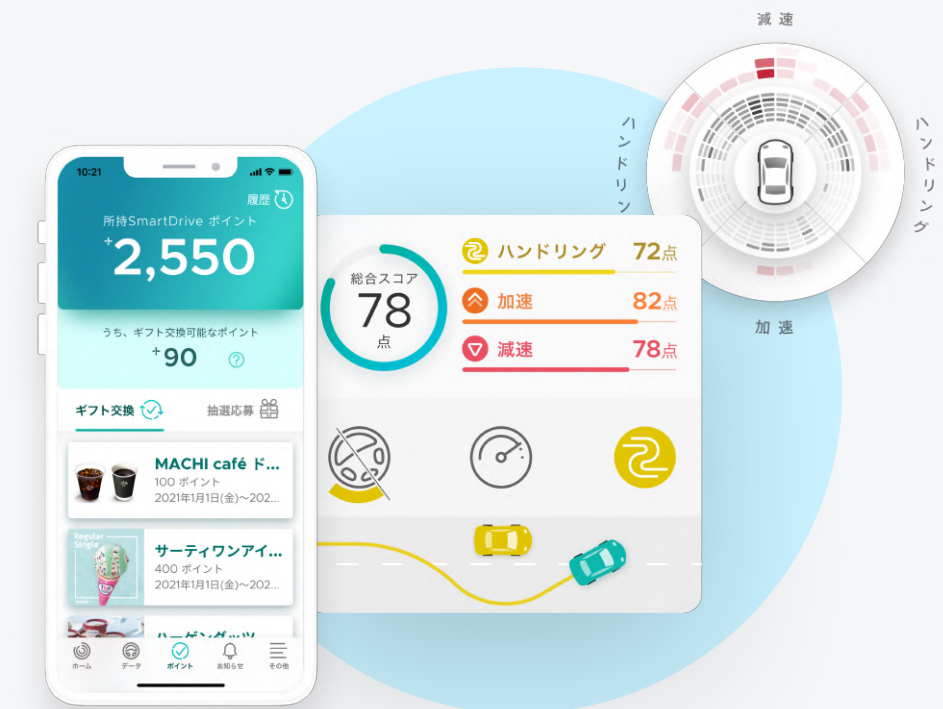 10:21
履歴
所持SmartDrive ポイント
+2,550
うち、ギフト交換可能なポイント
+90
?
ギフト交換
抽選応募
MACHI café ド...
100 ポイント
2021年1月1日(金)〜202...
Regular
Single
サーティワンアイ...
400 ポイント
2021年1月1日(金)〜202...
ハーゲンダッツ
ホーム
データ
ポイント
お知らせ
その他
総合スコア
78
点
ハンドリング 72点
加速 82点
減速 78点
減速
ハンドリン
ハンドリング
加速